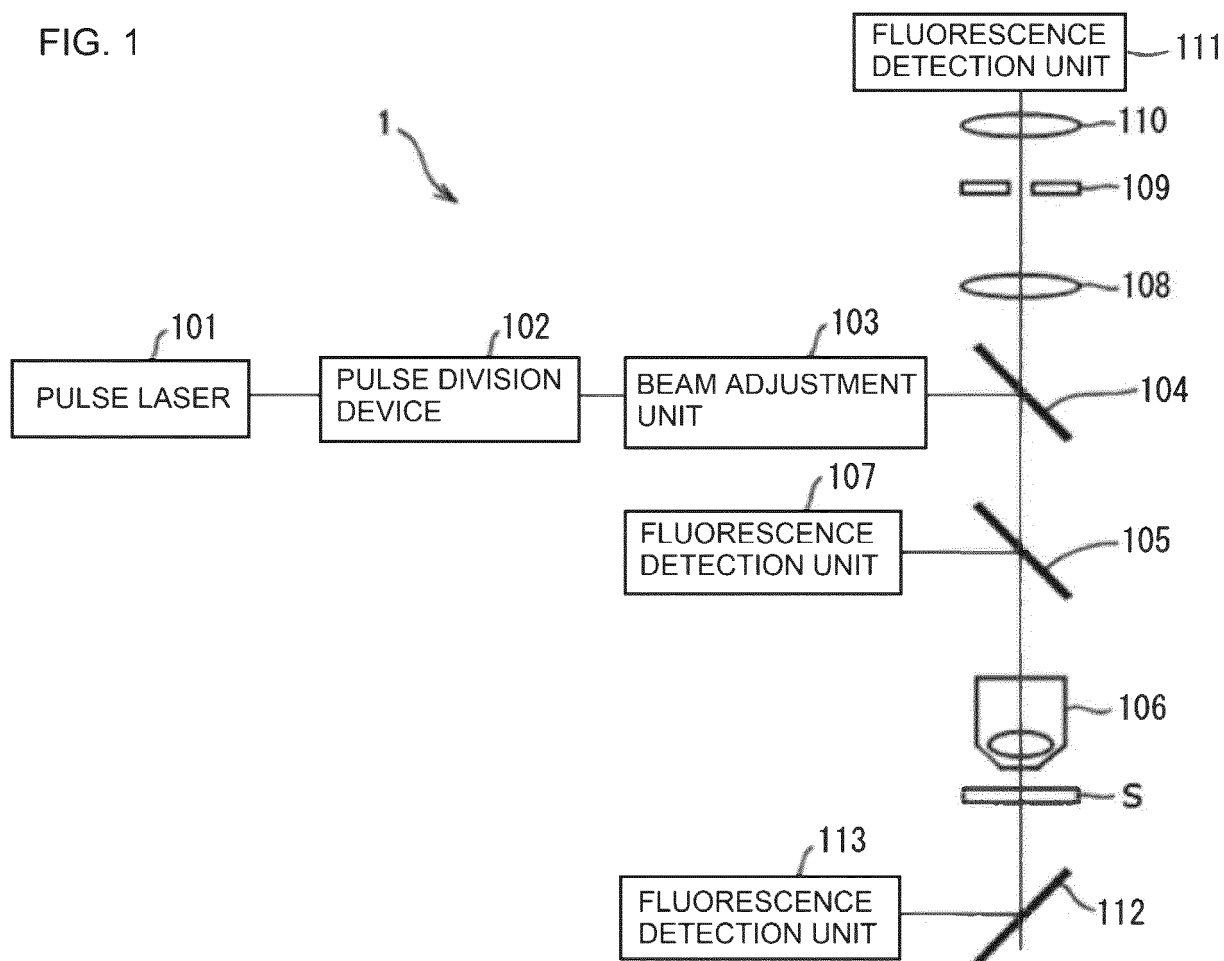 FIG. 1
FLUORESCENCE
DETECTION UNIT
111
110
1
109
108
101
102
103
PULSE LASER
PULSE DIVISION
DEVICE
BEAM ADJUSTMENT
UNIT
104
107
FLUORESCENCE
DETECTION UNIT
105
106
S
113
FLUORESCENCE
DETECTION UNIT
112